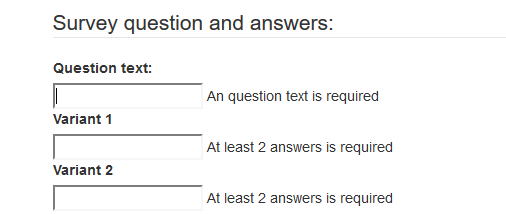 Survey question and answers:
Question text:
An question text is required
Variant 1
At least 2 answers is required
Variant 2
At least 2 answers is required